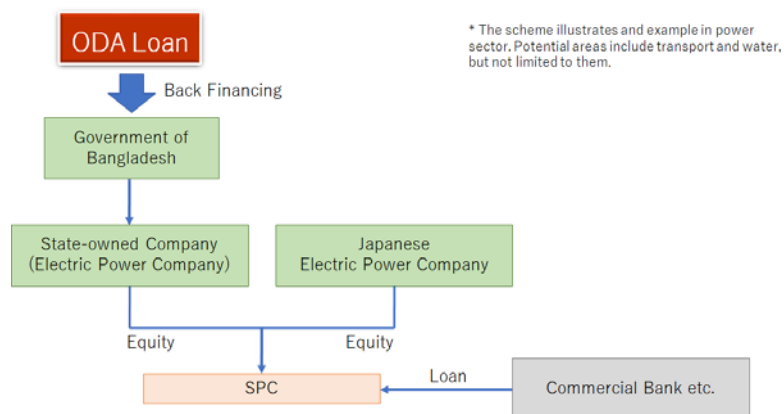 ODA Loan
* The scheme illustrates and example in power
sector. Potential areas include transport and water,
but not limited to them.
Back Financing
Government of
Bangladesh
State-owned Company
(Electric Power Company)
Japanese
Electric Power Company
Equity
Equity
SPC
Loan
Commercial Bank etc.